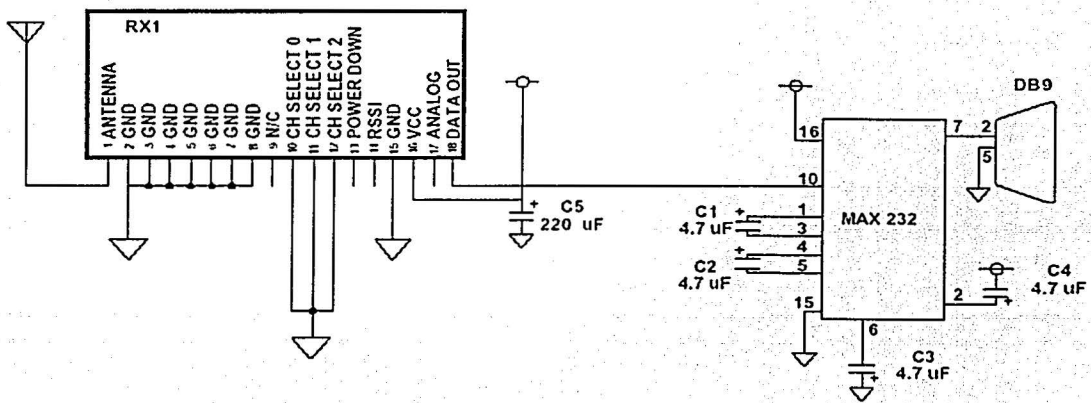 RX1
1 ANTENNA
2 GND
3 GND
4 GND
5 GND
6 GND
7 GND
8 GND
9 N/C
10 CH SELECT 0
11 CH SELECT 1
12 CH SELECT 2
13 POWER DOWN
14 RSSI
15 GND
16 VCC
17 ANALOG
18 DATA OUT
+
C5
220 uF
16
10
1
3
4
5
15
6
7
2
MAX 232
DB9
2
5
C1
4.7 uF
+
C2
4.7 uF
+
C4
4.7 uF
+
C3
4.7 uF
+